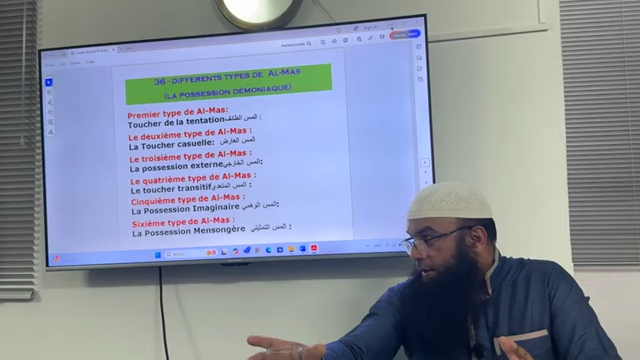 36 - DIFFERENTS TYPES DE AL-MAS
(LA POSSESSION DÉMONIAQUE)
Premier type de Al-Mas:
Toucher de la tentation المس الطائف :
Le deuxième type de Al-Mas :
La Toucher casuelle: المس العارض
Le troisième type de Al-Mas :
La possession externe المس الخارجي:
Le quatrième type de Al-Mas :
Le toucher transitif المس المتعدي :
Cinquième type de Al-Mas :
La Possession Imaginaire المس الوهمي :
Sixième type de Al-Mas :
La Possession Mensongère المس التمثيلي :